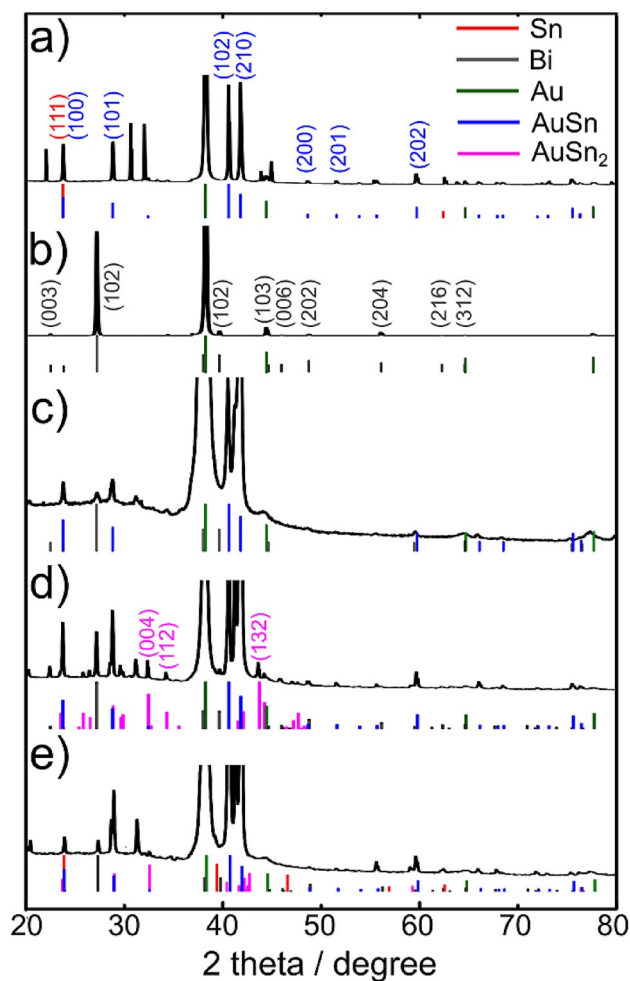 a)
(111)
(100)
(101)
(102)
(210)
(200)
(201)
(202)
Sn
Bi
Au
AuSn
AuSn₂
b)
(003)
(102)
(102)
(103)
(006)
(202)
(204)
(216)
(312)
c)
d)
(004)
(112)
(132)
e)
20 30 40 50 60 70 80
2 theta / degree